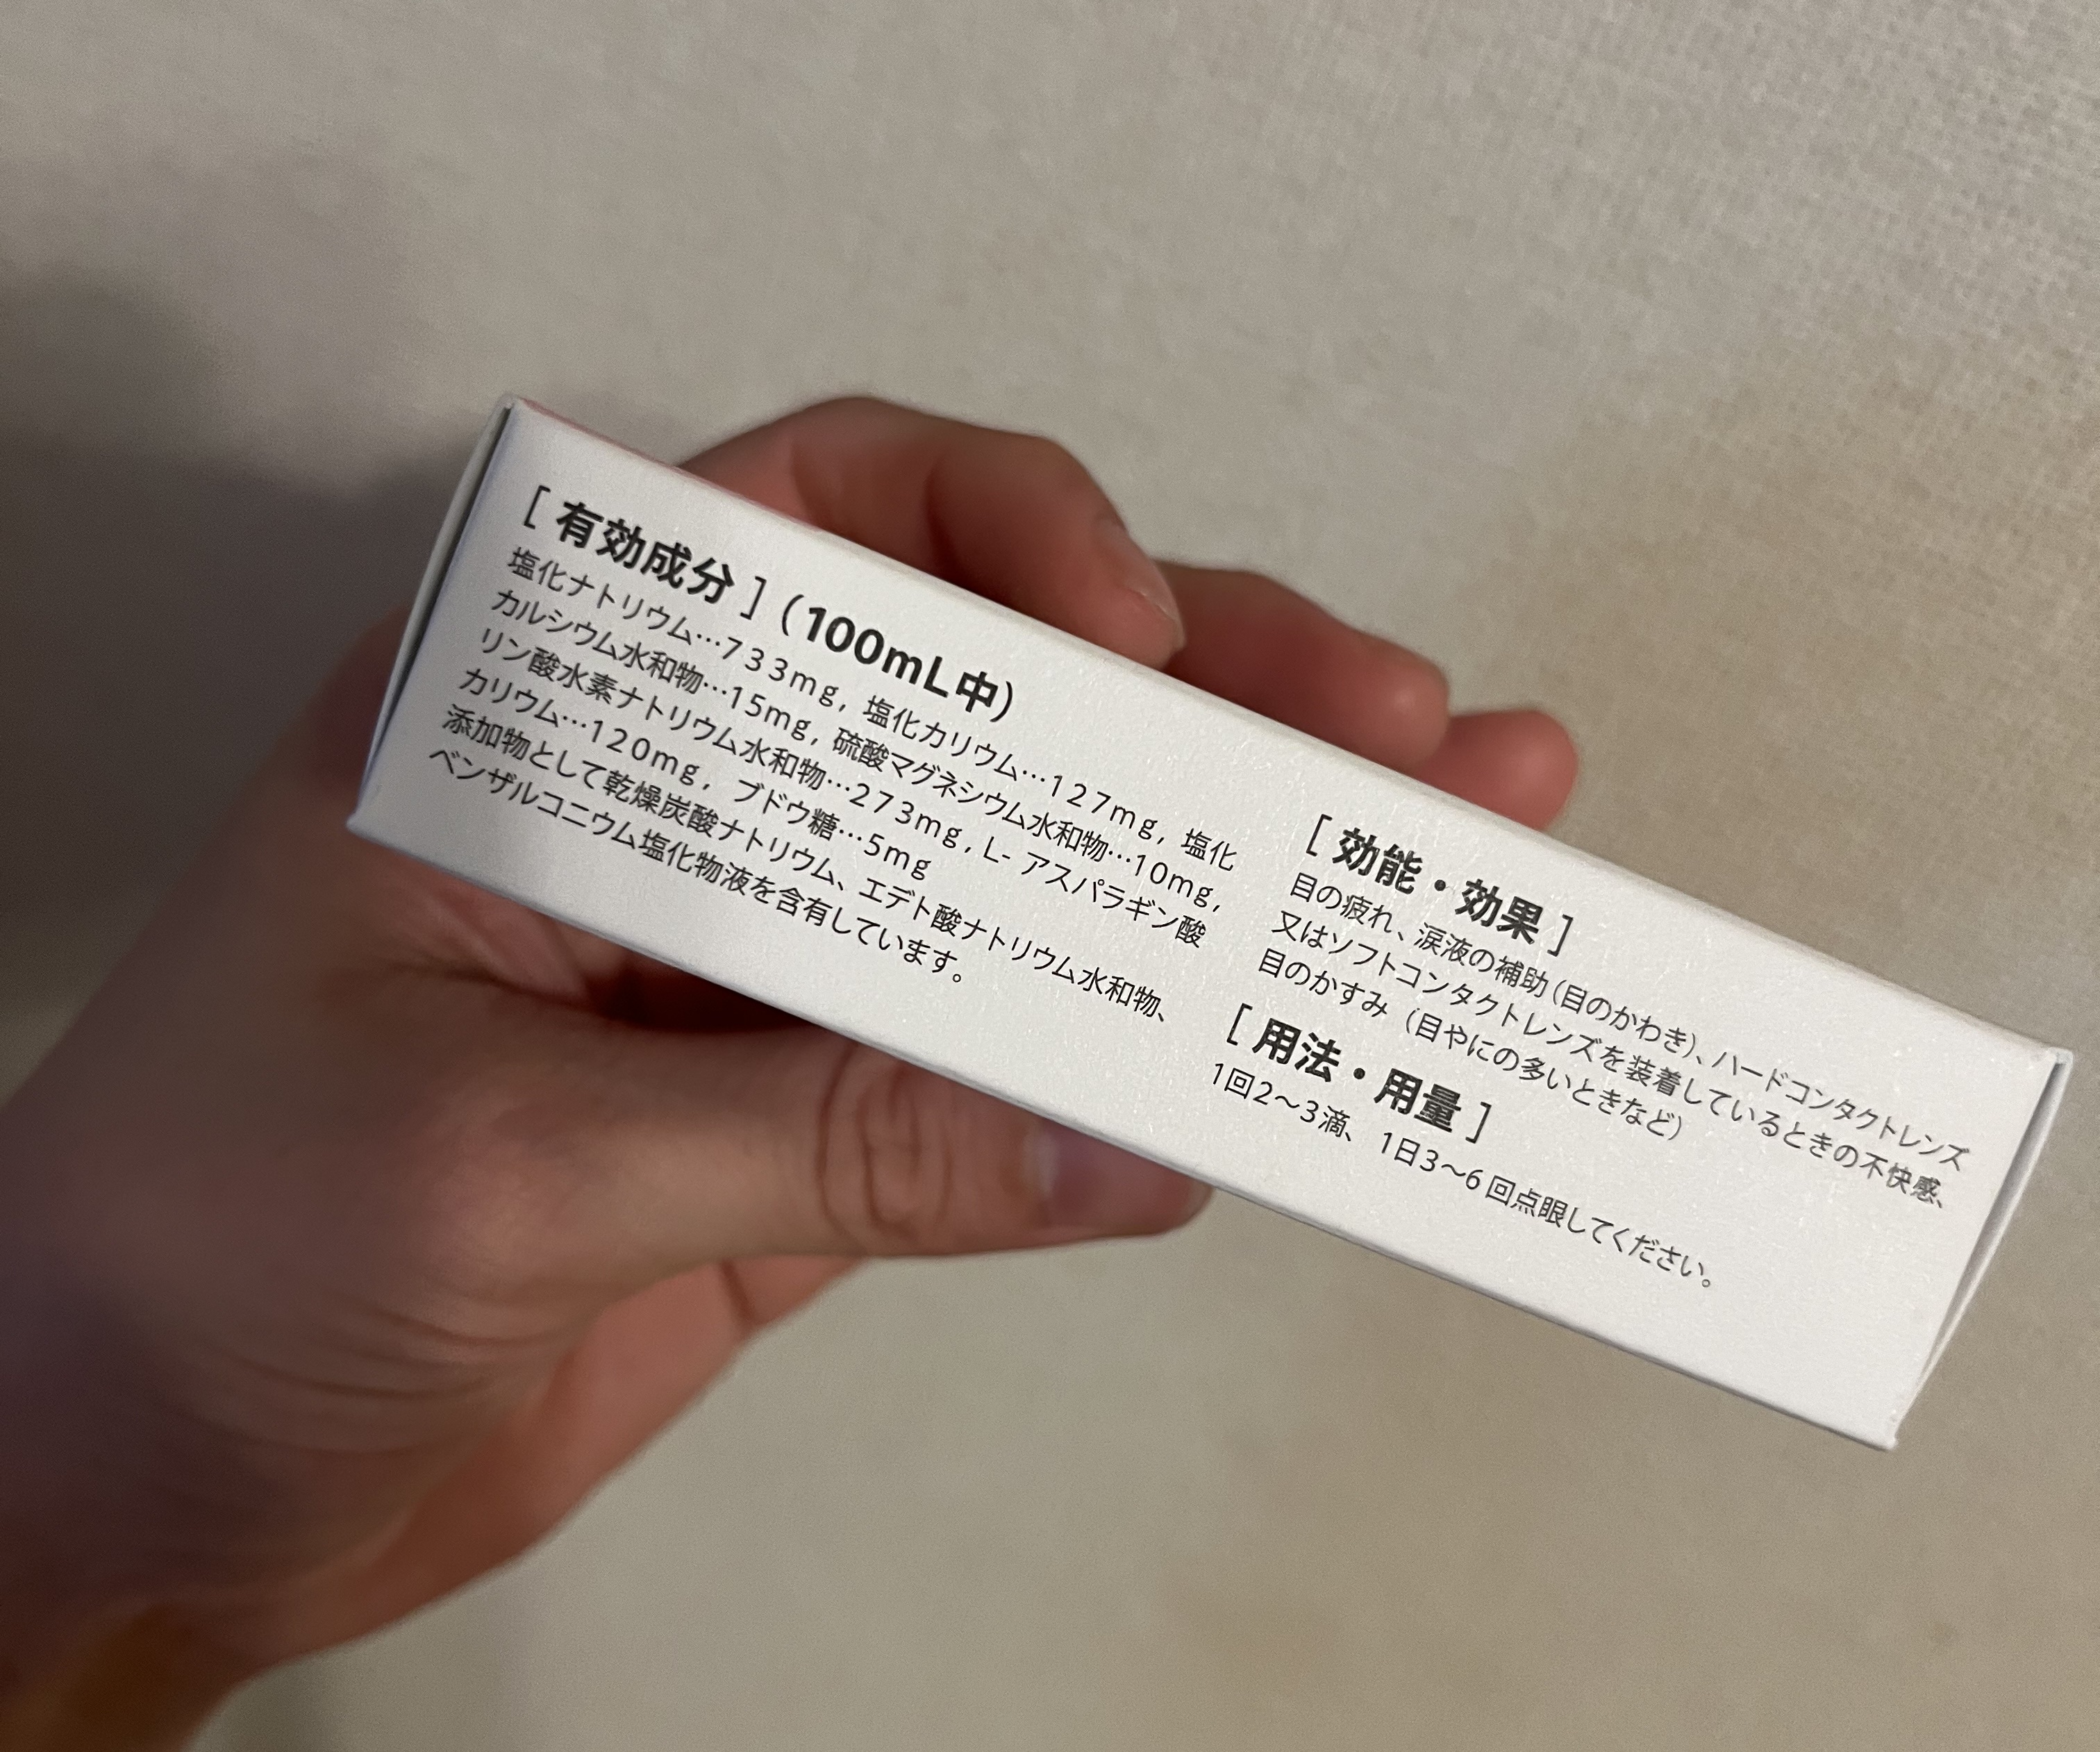 [ 有効成分 ] (100mL中)
塩化ナトリウム…733mg, 塩化カリウム…127mg, 塩化
カルシウム水和物…15mg, 硫酸マグネシウム水和物…10mg,
リン酸水素ナトリウム水和物…273mg, L- アスパラギン酸
カリウム…120mg, ブドウ糖…5mg
添加物として乾燥炭酸ナトリウム、エデト酸ナトリウム水和物、
ベンザルコニウム塩化物液を含有しています。
[ 効能・効果 ]
目の疲れ、涙液の補助(目のかわき)、ハードコンタクトレンズ
又はソフトコンタクトレンズを装着しているときの不快感、
目のかすみ (目やにの多いときなど)
[ 用法・用量 ]
1回2～3滴、 1日3～6 回点眼してください。